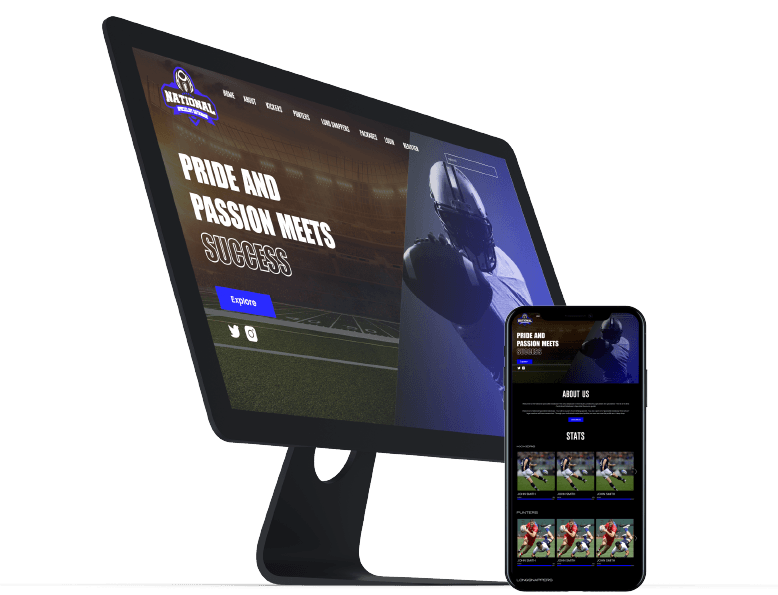 NATIONAL
HOME
ABOUT
KICKERS
PUNTERS
LONG SNAPPERS
PACKAGES
LOGIN
REGISTER
PRIDE AND
PASSION MEETS
SUCCESS
Explore
NATIONAL
PRIDE AND
PASSION MEETS
SUCCESS
ABOUT US
STATS
KICKERS
JOHN SMITH
JOHN SMITH
JOHN SMITH
PUNTERS
JOHN SMITH
JOHN SMITH
JOHN SMITH
LONGSNAPPERS